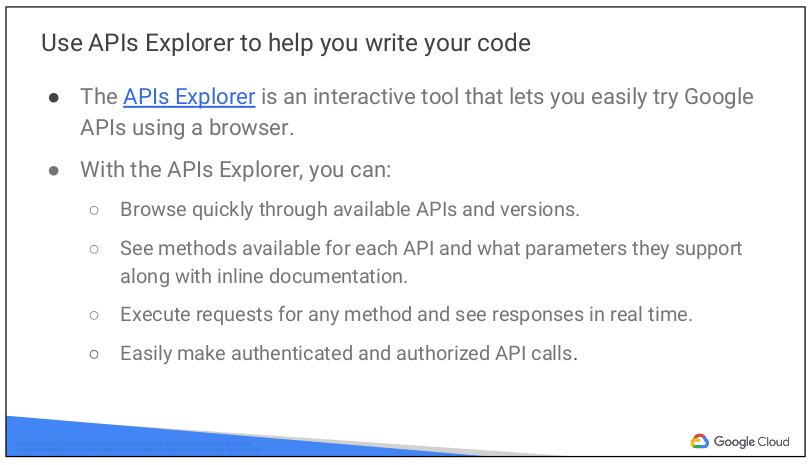 Use APIs Explorer to help you write your code
● The APIs Explorer is an interactive tool that lets you easily try Google
APIs using a browser.
● With the APIs Explorer, you can:
○ Browse quickly through available APIs and versions.
○ See methods available for each API and what parameters they support
along with inline documentation.
○ Execute requests for any method and see responses in real time.
○ Easily make authenticated and authorized API calls.
Google Cloud